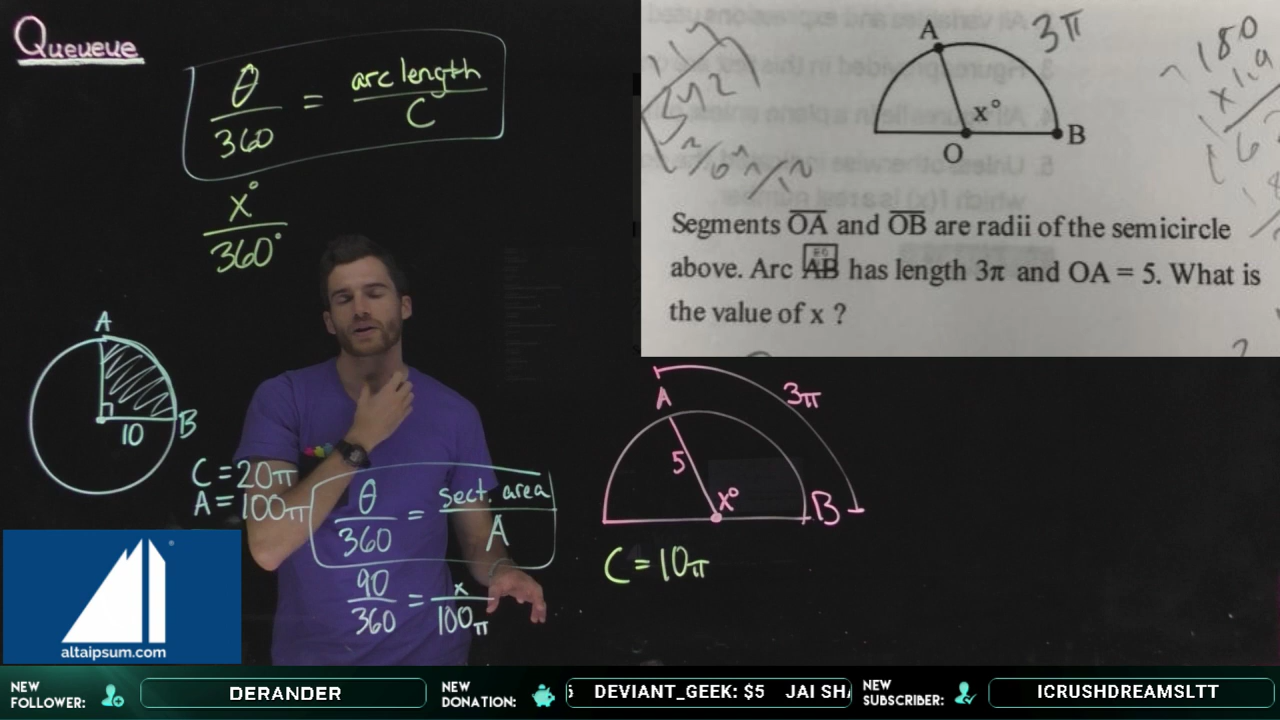 Queueue
θ/360 = arc length/C
x°/360°
A
B
10
C = 20π
A = 100π
θ/360 = sect. area/A
90/360 = x/100π
altaipsum.com
A
3π
x°
O
B
180
Segments OA and OB are radii of the semicircle
above. Arc AB has length 3π and OA = 5. What is
the value of x ?
A
3π
5
x°
B
C = 10π
NEW
FOLLOWER:
DERANDER
NEW
DONATION:
DEVIANT_GEEK: $5
JAI SHA
NEW
SUBSCRIBER:
ICRUSHDREAMSLTT